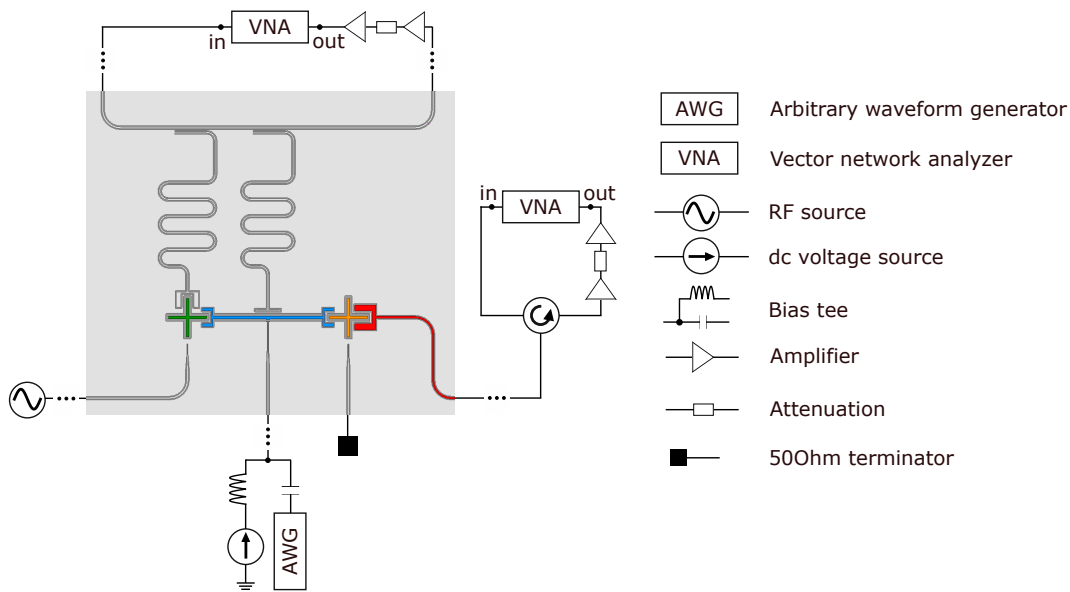 VNA
in
out
in
out
VNA
AWG
AWG
Arbitrary waveform generator
VNA
Vector network analyzer
RF source
dc voltage source
Bias tee
Amplifier
Attenuation
50Ohm terminator